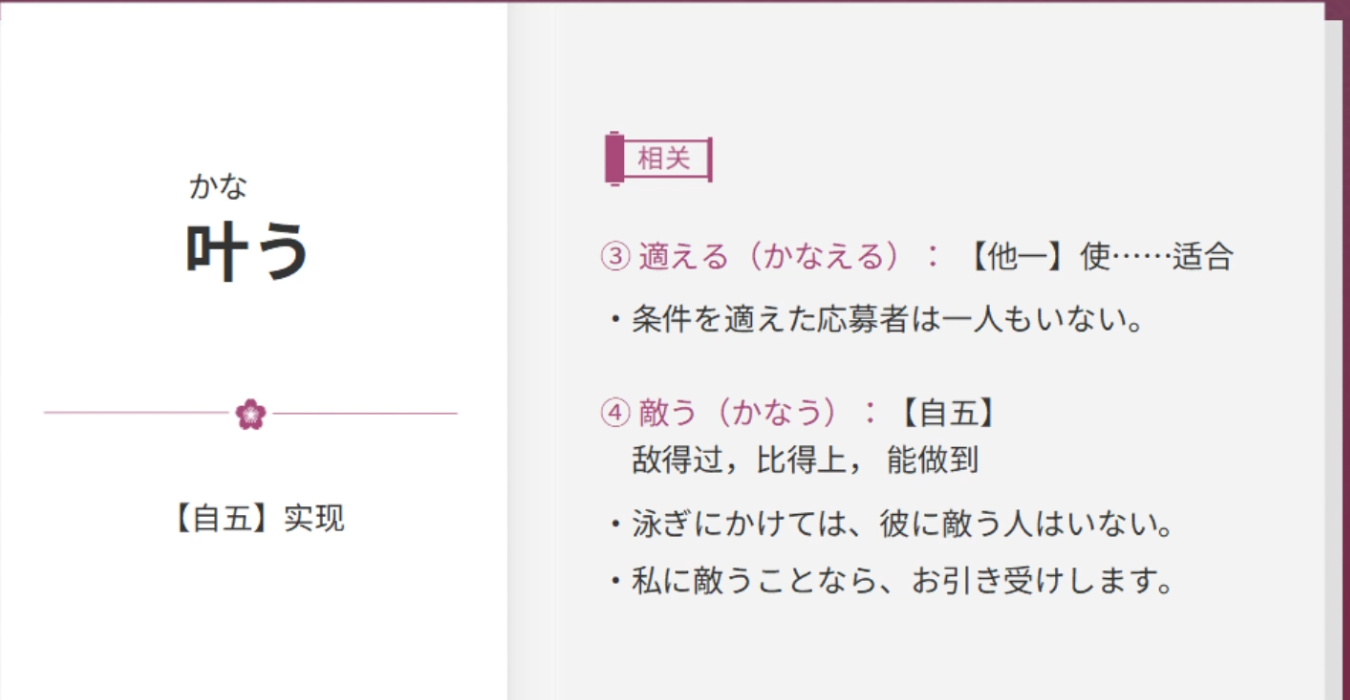 かな
叶う
【自五】实现
相关
③ 適える（かなえる）：【他一】使……适合
・条件を適えた応募者は一人もいない。
④ 敵う（かなう）：【自五】
敌得过，比得上， 能做到
・泳ぎにかけては、彼に敵う人はいない。
・私に敵うことなら、お引き受けします。